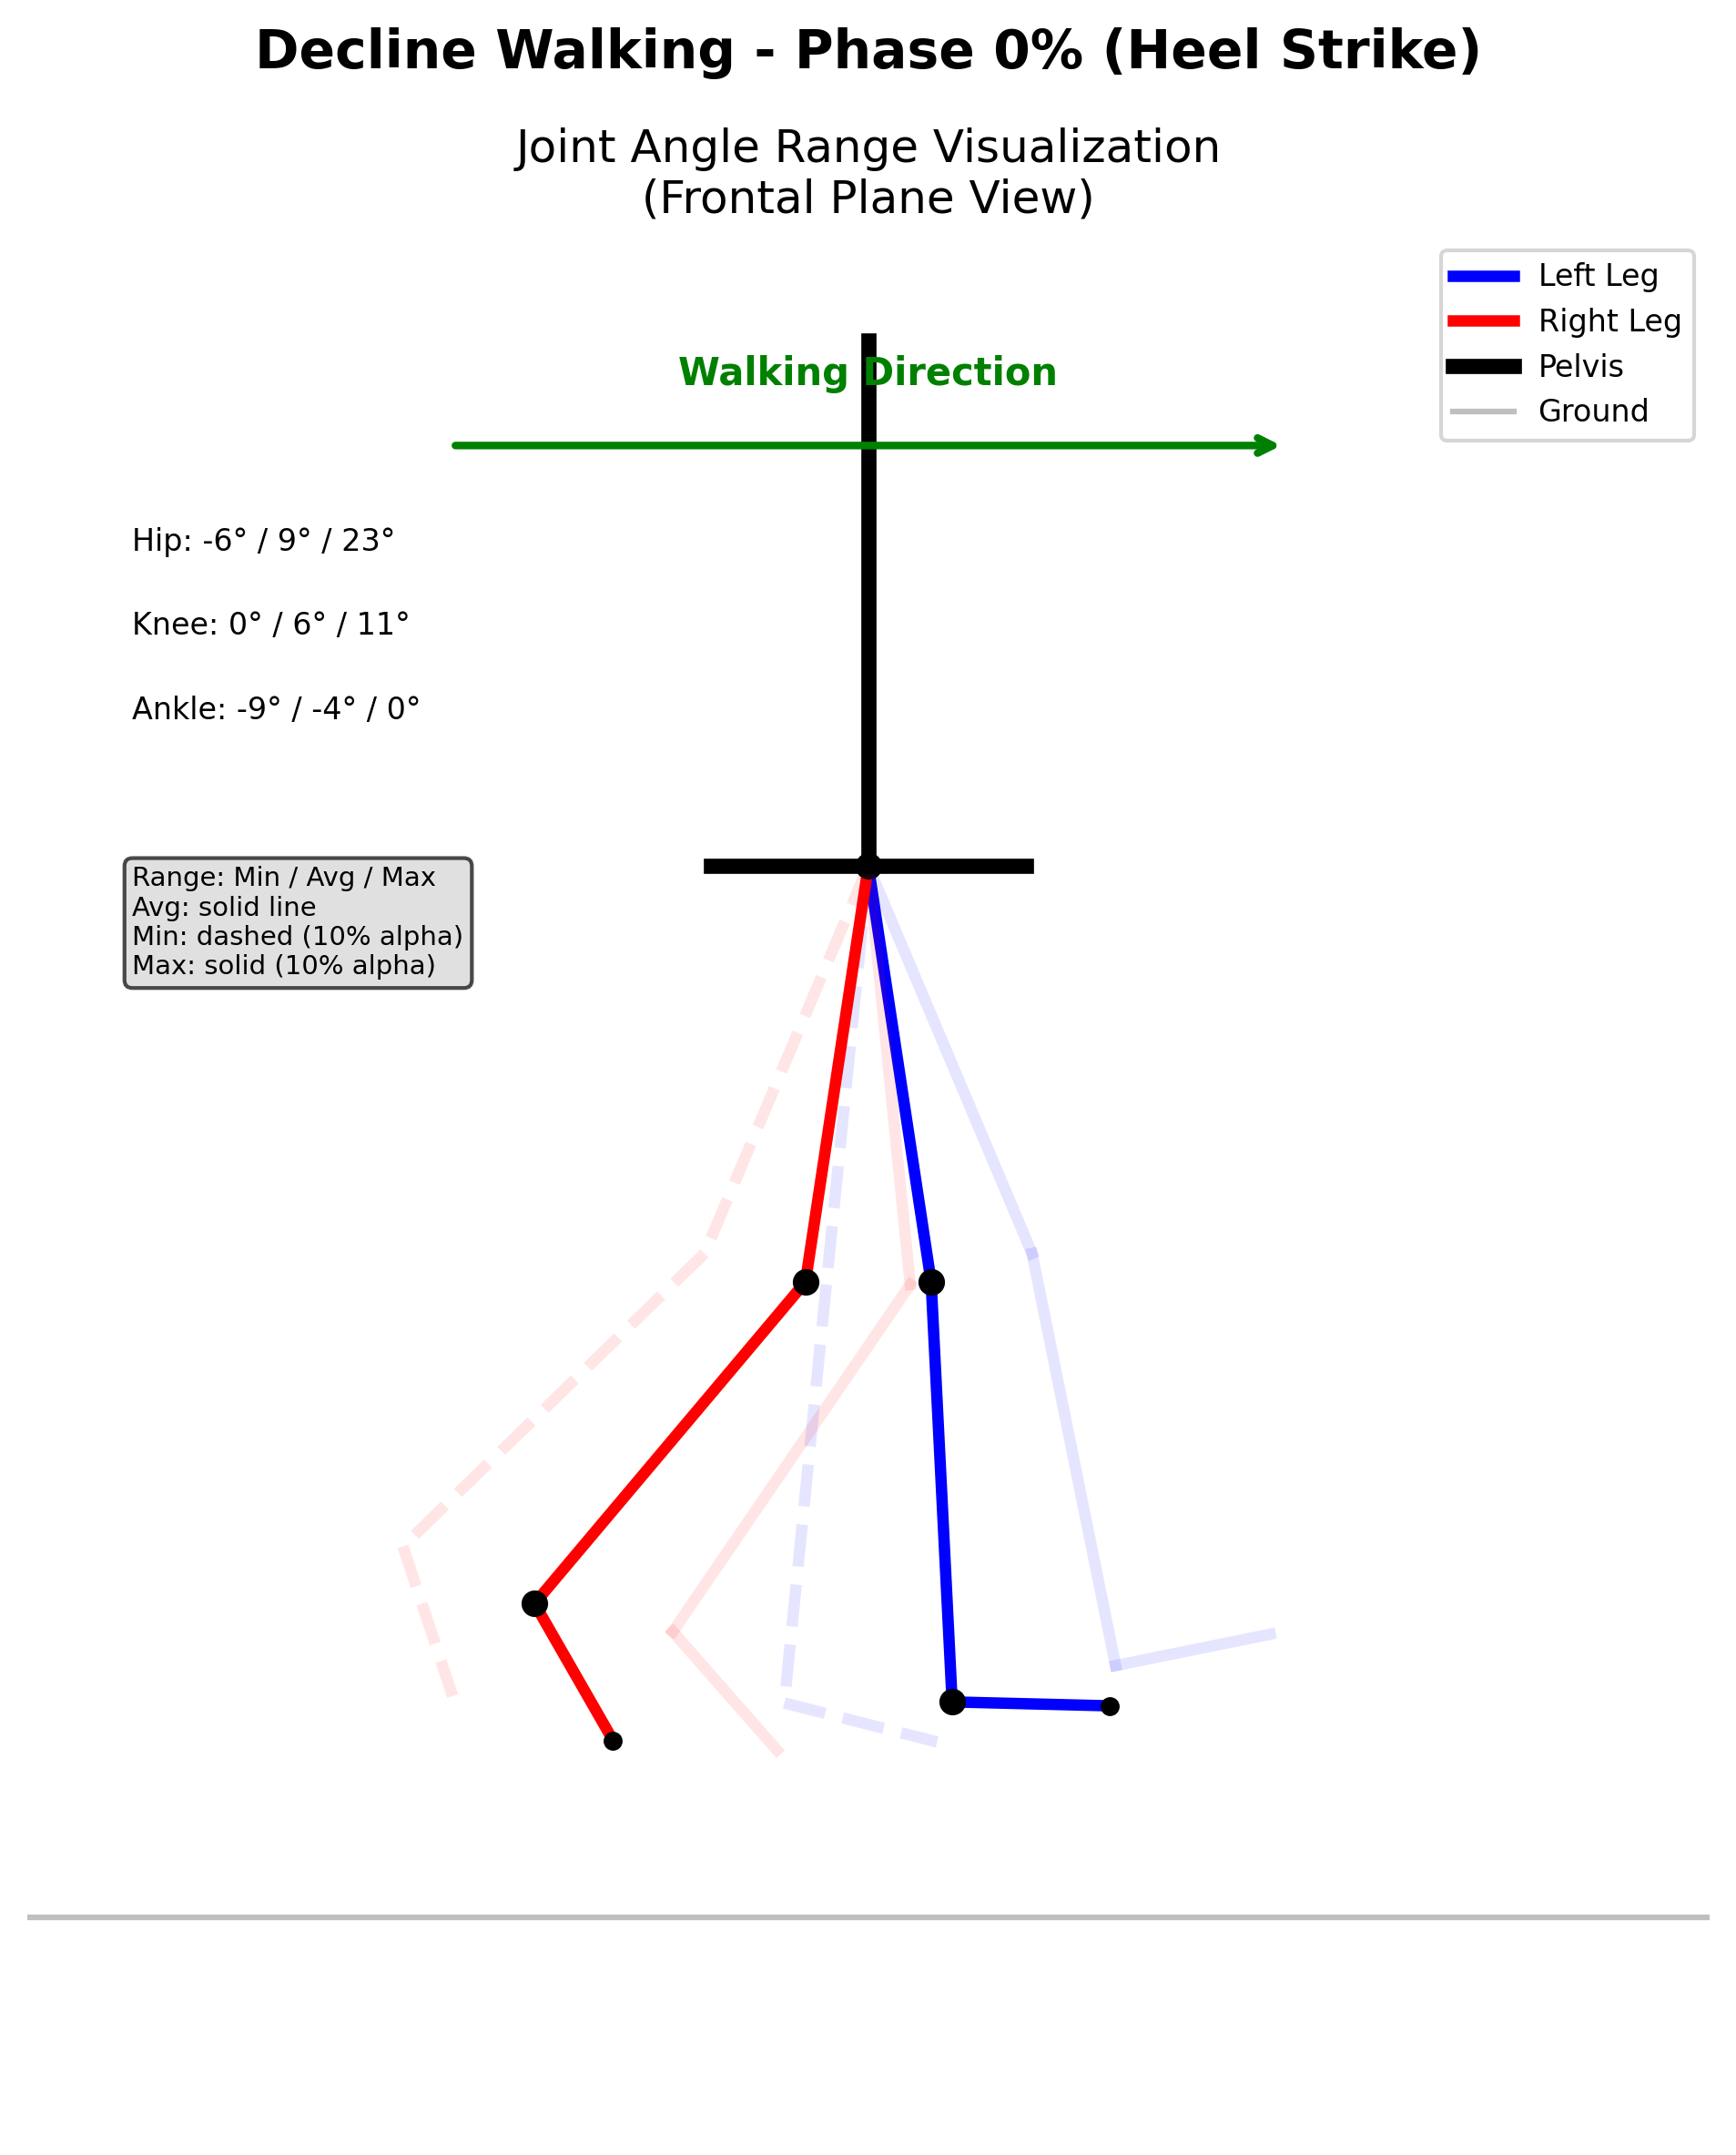 Decline Walking - Phase 0% (Heel Strike)
Joint Angle Range Visualization
(Frontal Plane View)
Left Leg
Right Leg
Pelvis
Ground
Walking Direction
Hip: -6° / 9° / 23°
Knee: 0° / 6° / 11°
Ankle: -9° / -4° / 0°
Range: Min / Avg / Max
Avg: solid line
Min: dashed (10% alpha)
Max: solid (10% alpha)